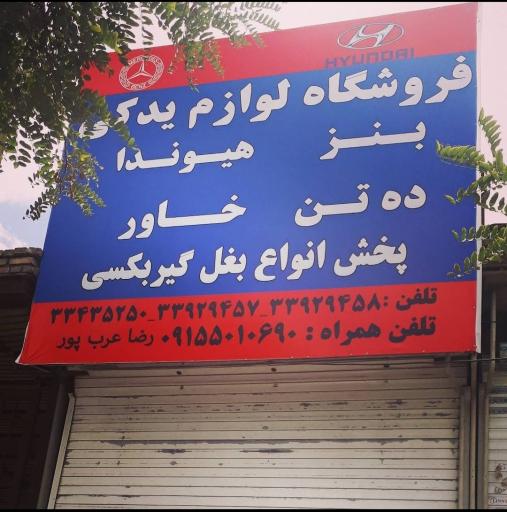 HYUNDAI
فروشگاه لوازم یدکی
بنز هیوندا
ده تن خاور
پخش انواع بغل گیربکسی
تلفن : ۳۳۹۲۹۴۵۸_۳۳۹۲۹۴۵۷_۳۳۴۳۵۲۵۰
تلفن همراه : ۰۹۱۵۵۰۱۰۶۹۰ رضا عرب پور